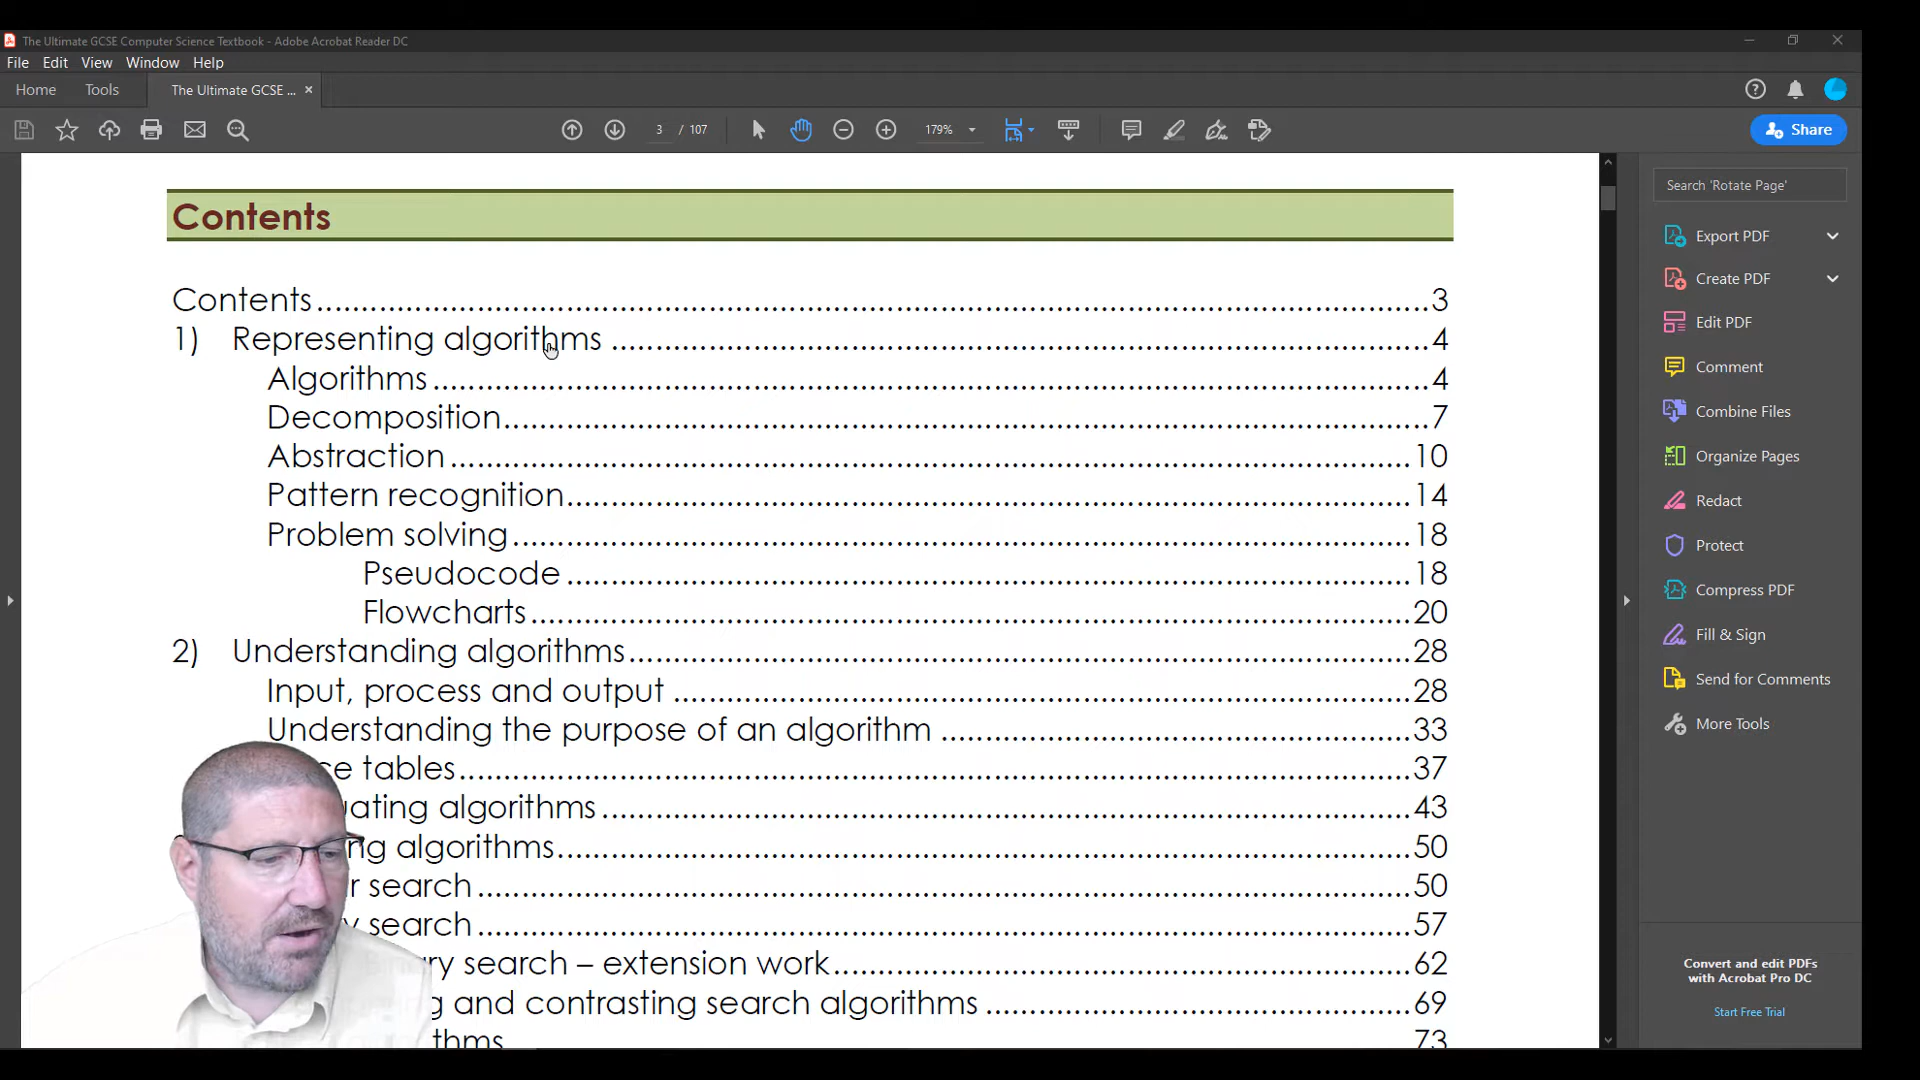 The Ultimate GCSE Computer Science Textbook - Adobe Acrobat Reader DC
File Edit View Window Help
Home Tools The Ultimate GCSE ... ×
3 / 107 179% Share
Contents
Contents 3
1) Representing algorithms 4
Algorithms 4
Decomposition 7
Abstraction 10
Pattern recognition 14
Problem solving 18
Pseudocode 18
Flowcharts 20
2) Understanding algorithms 28
Input, process and output 28
Understanding the purpose of an algorithm 33
tables 37
algorithms 43
algorithms 50
search 50
search 57
search – extension work 62
and contrasting search algorithms 69
73
Search 'Rotate Page'
Export PDF
Create PDF
Edit PDF
Comment
Combine Files
Organize Pages
Redact
Protect
Compress PDF
Fill & Sign
Send for Comments
More Tools
Convert and edit PDFs
with Acrobat Pro DC
Start Free Trial